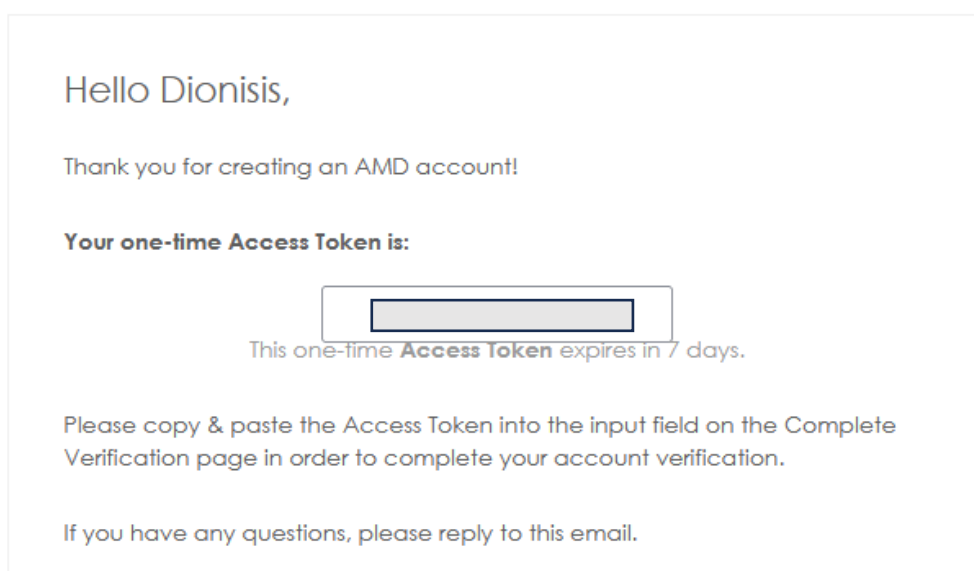 Hello Dionisis,
Thank you for creating an AMD account!
Your one-time Access Token is:
This one-time Access Token expires in 7 days.
Please copy & paste the Access Token into the input field on the Complete
Verification page in order to complete your account verification.
If you have any questions, please reply to this email.